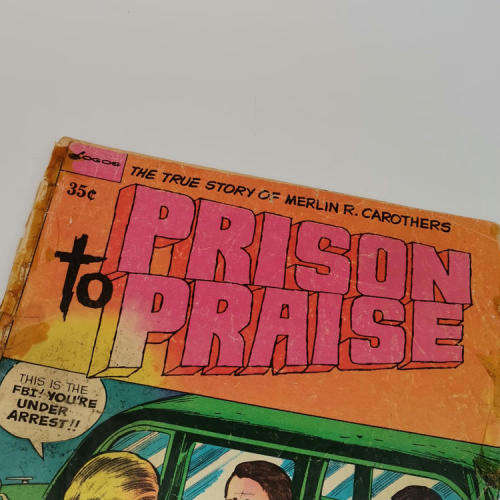 LOGOS
THE TRUE STORY OF MERLIN R. CAROTHERS
35¢
PRISON
to
PRAISE
THIS IS THE
FBI! YOU'RE
UNDER
ARREST!!